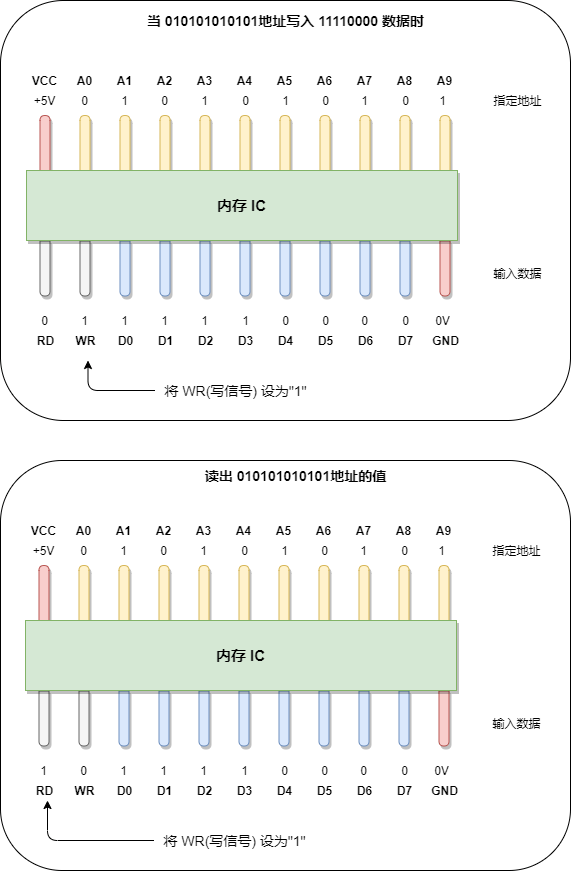 当 010101010101地址写入 11110000 数据时
VCC A0 A1 A2 A3 A4 A5 A6 A7 A8 A9
+5V 0 1 0 1 0 1 0 1 0 1 指定地址
内存 IC
输入数据
0 1 1 1 1 1 0 0 0 0 0V
RD WR D0 D1 D2 D3 D4 D5 D6 D7 GND
将 WR(写信号) 设为"1"
读出 010101010101地址的值
VCC A0 A1 A2 A3 A4 A5 A6 A7 A8 A9
+5V 0 1 0 1 0 1 0 1 0 1 指定地址
内存 IC
输入数据
1 0 1 1 1 1 0 0 0 0 0V
RD WR D0 D1 D2 D3 D4 D5 D6 D7 GND
将 WR(写信号) 设为"1"